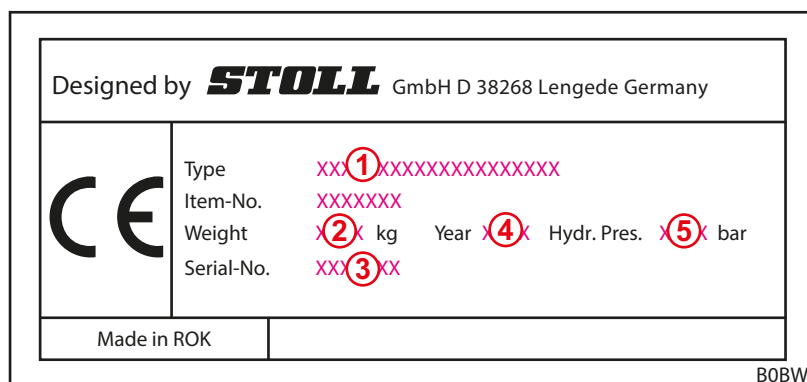 Designed by STOLL GmbH D 38268 Lengede Germany
CE
Type XXX1XXXXXXXXXXXXXXX
Item-No. XXXXXXX
Weight X2X kg Year X4X Hydr. Pres. X5X bar
Serial-No. XXX3XX
Made in ROK
B0BW